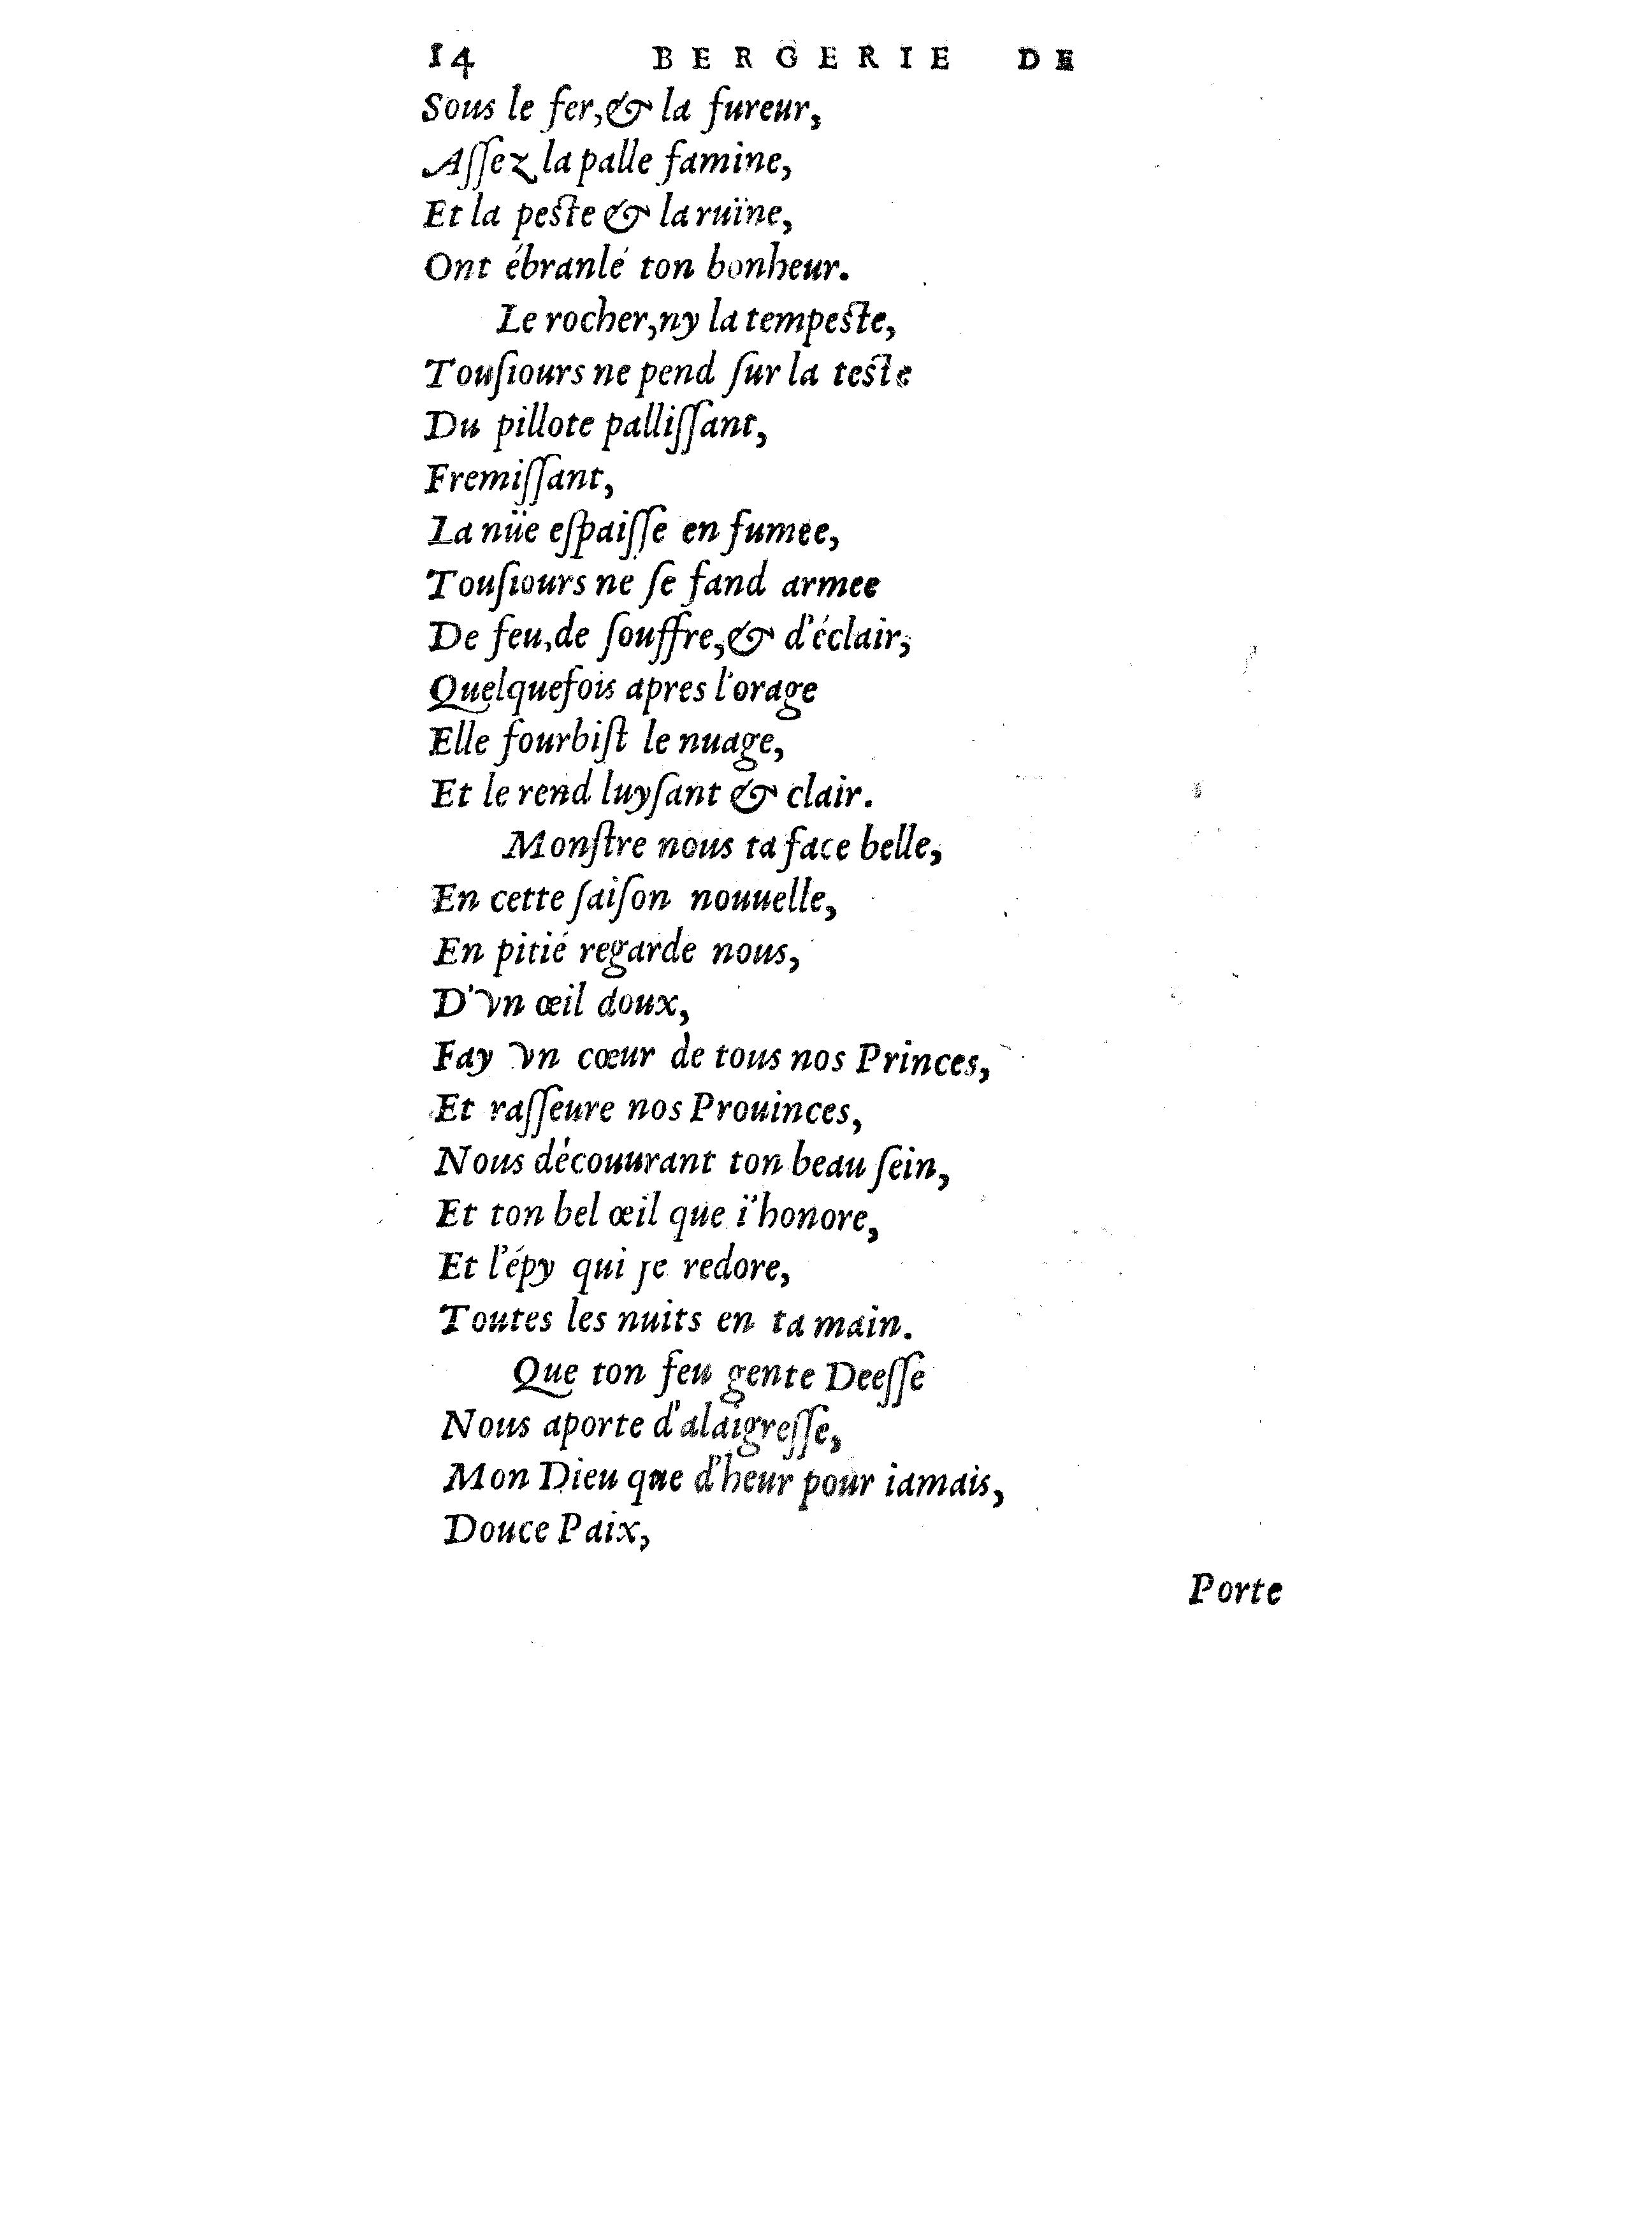 14 BERGERIE DE
Sous le fer,& la fureur,
Aſſez la palle famine,
Et la peſte & la ruïne,
Ont ébranlé ton bonheur.
Le rocher,ny la tempeſte,
Touſiours ne pend ſur la teſte
Du pillote palliſſant,
Fremiſſant,
La nüe eſpaiſſe en fumee,
Touſiours ne ſe fand armee
De feu,de ſouffre,& d'éclair,
Quelquefois apres l'orage
Elle fourbiſt le nuage,
Et le rend luyſant & clair.
Monſtre nous ta face belle,
En cette ſaiſon nouuelle,
En pitié regarde nous,
D'vn œil doux,
Fay vn cœur de tous nos Princes,
Et raſſeure nos Prouinces,
Nous découurant ton beau ſein,
Et ton bel œil que i'honore,
Et l'épy qui je redore,
Toutes les nuits en ta main.
Que ton feu gente Deeſſe
Nous aporte d'alaigreſſe,
Mon Dieu que d'heur pour iamais,
Douce Paix,
Porte